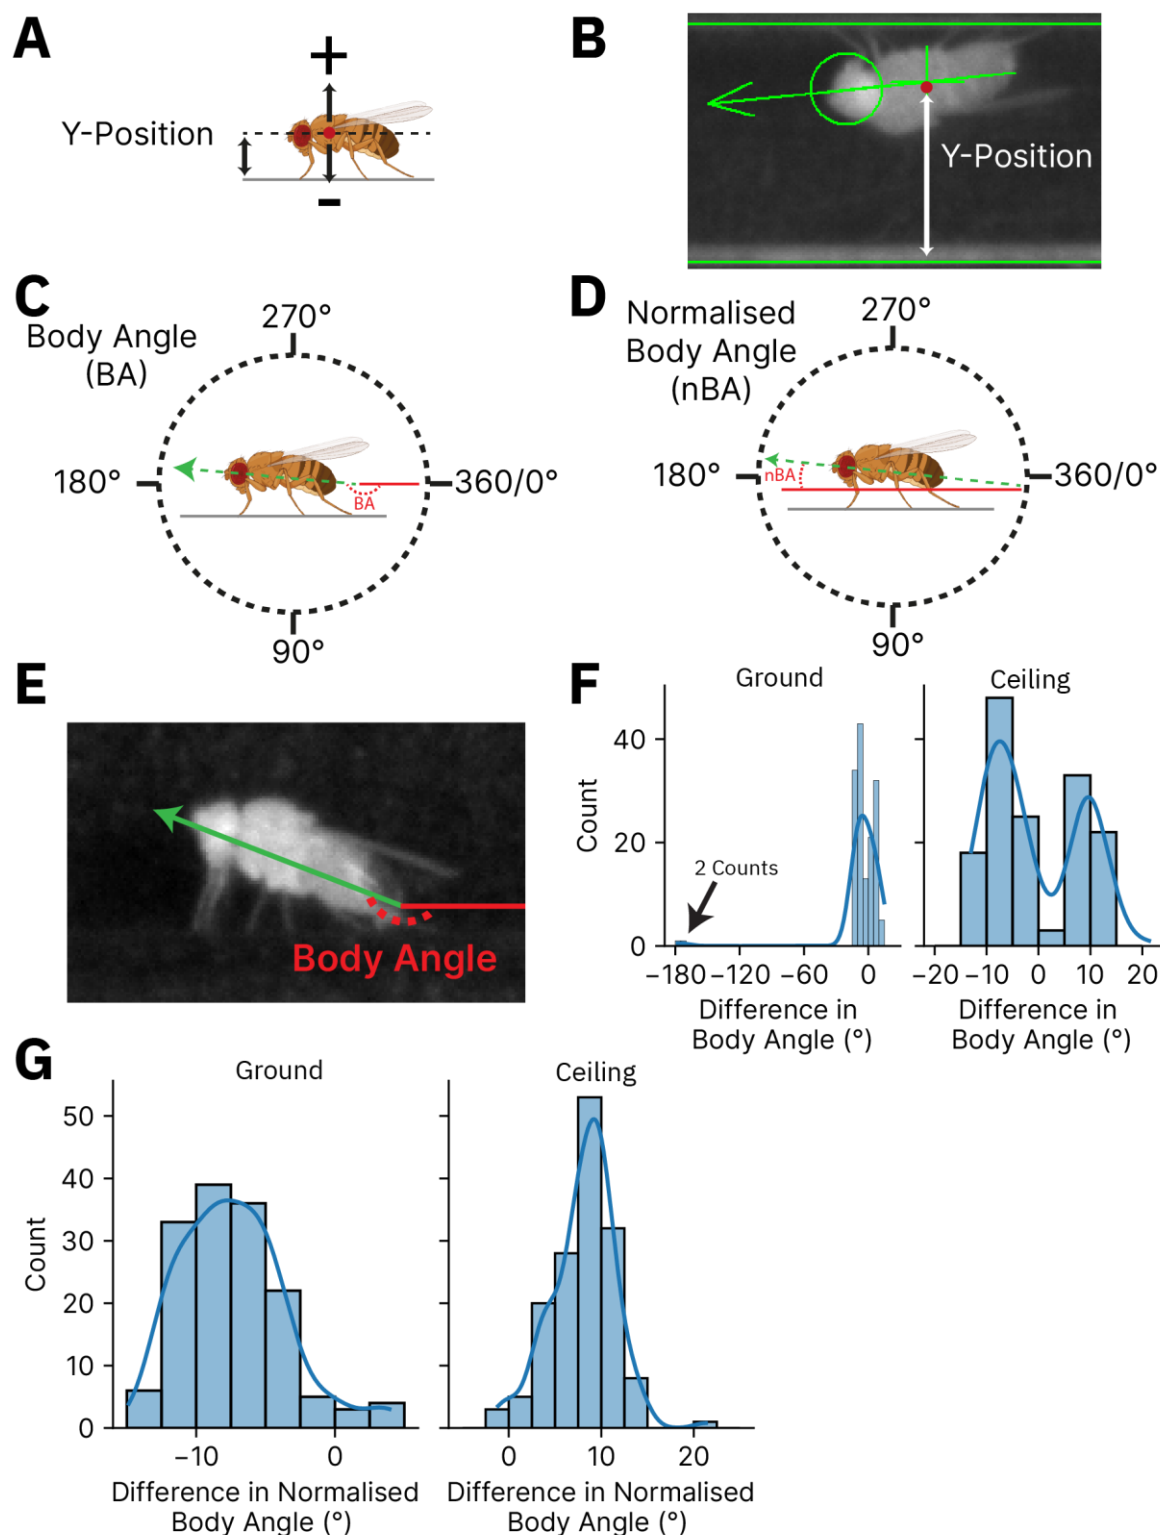 A
+
Y-Position
-
B
Y-Position
C
Body Angle
(BA)
270°
180°
360/0°
BA
90°
D
Normalised
Body Angle
(nBA)
270°
180°
360/0°
nBA
90°
E
Body Angle
F
Ground
Ceiling
40
20
0
Count
2 Counts
−180 −120 −60 0
−20 −10 0 10 20
Difference in
Body Angle (°)
Difference in
Body Angle (°)
G
Ground
Ceiling
50
40
30
20
10
0
Count
−10 0
0 10 20
Difference in Normalised
Body Angle (°)
Difference in Normalised
Body Angle (°)